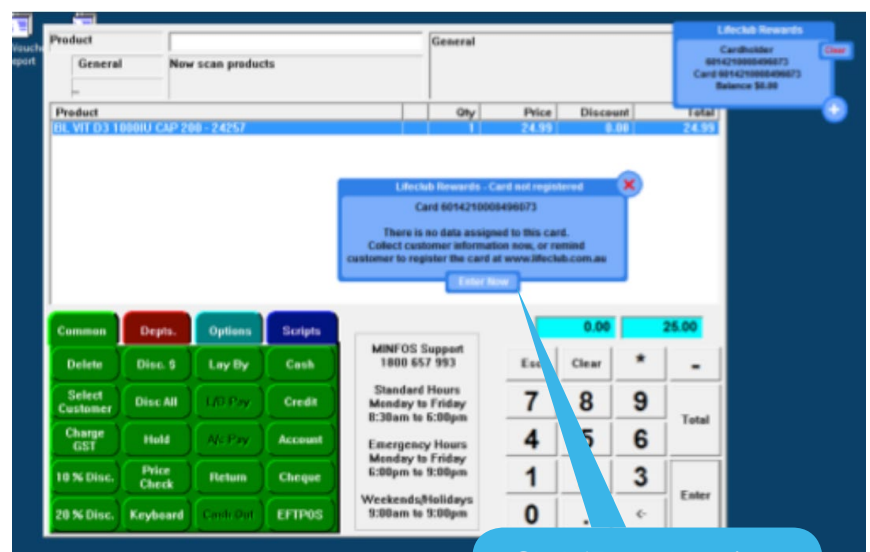 Product
General
General
Now scan products
Product Qty Price Discount Total
BL VIT D3 1000IU CAP 200 - 24257 1 24.99 0.00 24.99
Lifeclub Rewards
Cardholder
6014210008496073
Card 6014210008496073
Balance $0.00
Clear
Lifeclub Rewards - Card not registered
Card 6014210008496073
There is no data assigned to this card.
Collect customer information now, or remind
customer to register the card at www.lifeclub.com.au
Enter Now
Common Depts. Options Scripts
Delete Disc. $ Lay By Cash
Select Customer Disc All L/B Pay Credit
Charge GST Hold A/c Pay Account
10 % Disc. Price Check Return Cheque
20 % Disc. Keyboard Cash Out EFTPOS
MINFOS Support
1800 657 993
Standard Hours
Monday to Friday
8:30am to 6:00pm
Emergency Hours
Monday to Friday
6:00pm to 9:00pm
Weekends/Holidays
9:00am to 9:00pm
0.00 25.00
Esc Clear * -
7 8 9 Total
4 5 6
1 3 Enter
0 . <-